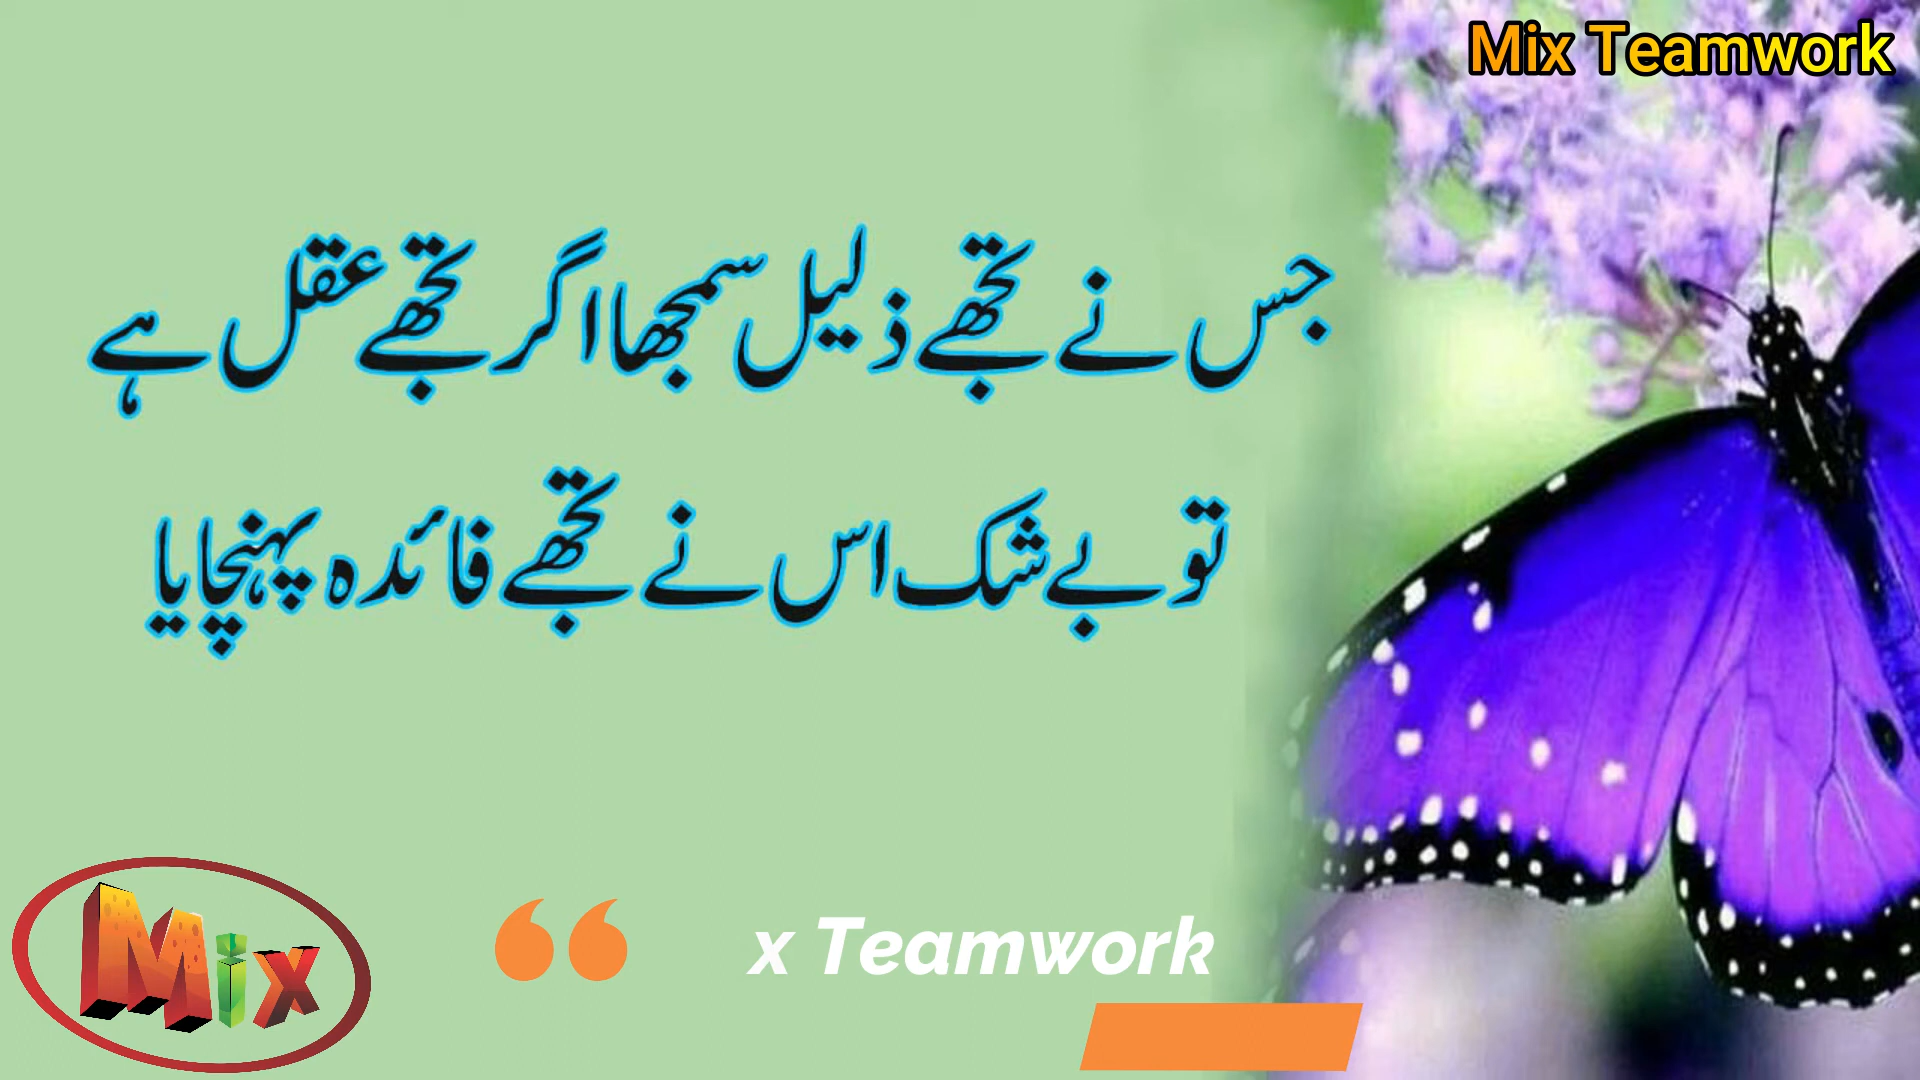 Mix Teamwork
جس نے تجھے ذلیل سمجھا اگر تجھے عقل ہے
تو بے شک اس نے تجھے فائدہ پہنچایا
Mix
“ x Teamwork